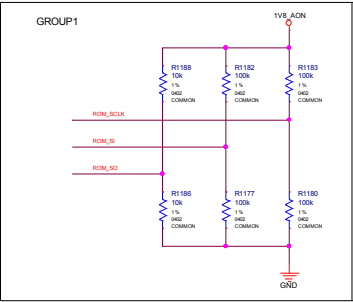 GROUP1
1V8_AON
R1188
10k
1 %
0402
COMMON
R1182
100k
1 %
0402
COMMON
R1183
100k
1 %
0402
COMMON
ROM_SCLK
ROM_SI
ROM_SO
R1186
10k
1 %
0402
COMMON
R1177
100k
1 %
0402
COMMON
R1180
100k
1 %
0402
COMMON
GND